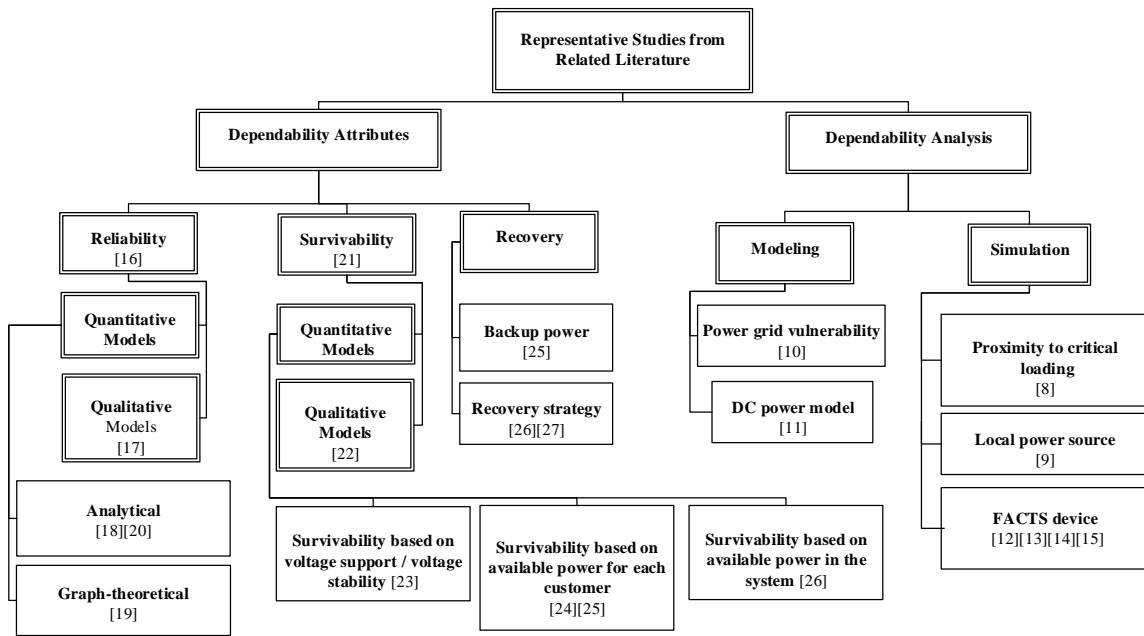 Representative Studies from
Related Literature
Dependability Attributes
Dependability Analysis
Reliability
[16]
Survivability
[21]
Recovery
Modeling
Simulation
Quantitative
Models
Qualitative
Models
[17]
Analytical
[18][20]
Graph-theoretical
[19]
Quantitative
Models
Qualitative
Models
[22]
Survivability based on
voltage support / voltage
stability [23]
Survivability based on
available power for each
customer
[24][25]
Survivability based on
available power in the
system [26]
Backup power
[25]
Recovery strategy
[26][27]
Power grid vulnerability
[10]
DC power model
[11]
Proximity to critical
loading
[8]
Local power source
[9]
FACTS device
[12][13][14][15]